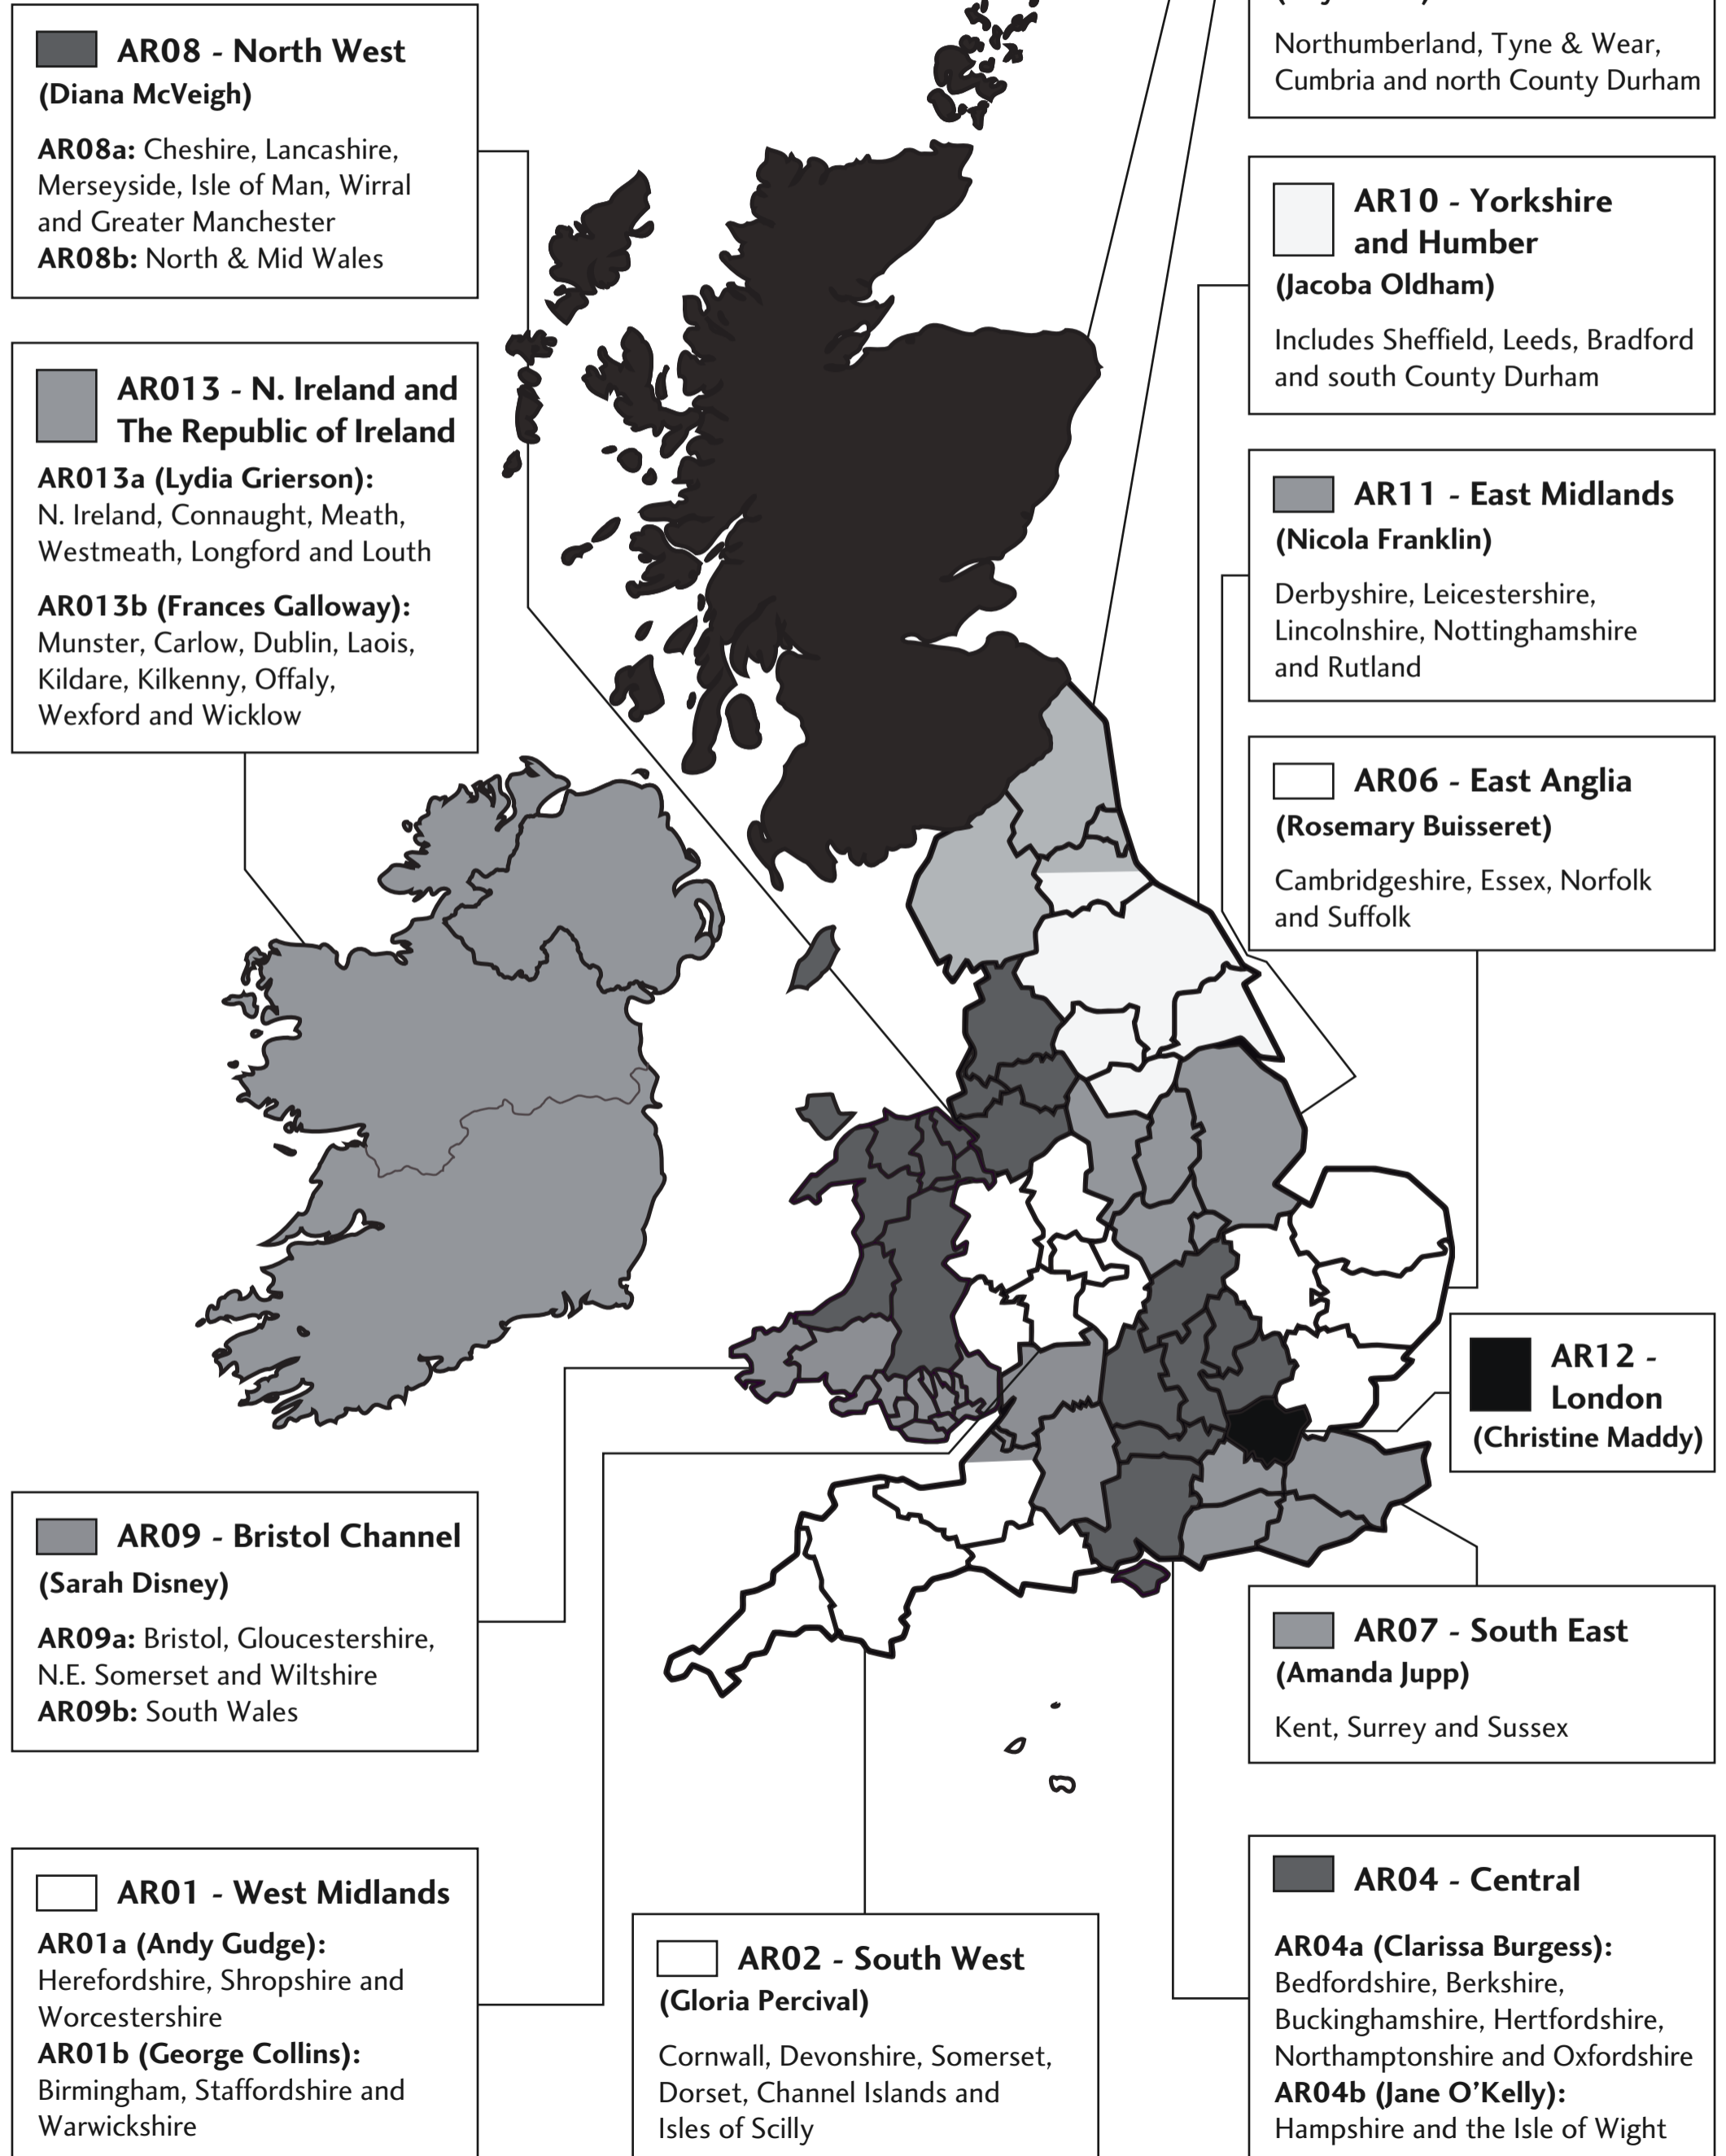 AR08 - North West
(Diana McVeigh)
AR08a: Cheshire, Lancashire,
Merseyside, Isle of Man, Wirral
and Greater Manchester
AR08b: North & Mid Wales
AR013 - N. Ireland and
The Republic of Ireland
AR013a (Lydia Grierson):
N. Ireland, Connaught, Meath,
Westmeath, Longford and Louth
AR013b (Frances Galloway):
Munster, Carlow, Dublin, Laois,
Kildare, Kilkenny, Offaly,
Wexford and Wicklow
AR09 - Bristol Channel
(Sarah Disney)
AR09a: Bristol, Gloucestershire,
N.E. Somerset and Wiltshire
AR09b: South Wales
AR01 - West Midlands
AR01a (Andy Gudge):
Herefordshire, Shropshire and
Worcestershire
AR01b (George Collins):
Birmingham, Staffordshire and
Warwickshire
AR02 - South West
(Gloria Percival)
Cornwall, Devonshire, Somerset,
Dorset, Channel Islands and
Isles of Scilly
Northumberland, Tyne & Wear,
Cumbria and north County Durham
AR10 - Yorkshire
and Humber
(Jacoba Oldham)
Includes Sheffield, Leeds, Bradford
and south County Durham
AR11 - East Midlands
(Nicola Franklin)
Derbyshire, Leicestershire,
Lincolnshire, Nottinghamshire
and Rutland
AR06 - East Anglia
(Rosemary Buisseret)
Cambridgeshire, Essex, Norfolk
and Suffolk
AR12 -
London
(Christine Maddy)
AR07 - South East
(Amanda Jupp)
Kent, Surrey and Sussex
AR04 - Central
AR04a (Clarissa Burgess):
Bedfordshire, Berkshire,
Buckinghamshire, Hertfordshire,
Northamptonshire and Oxfordshire
AR04b (Jane O’Kelly):
Hampshire and the Isle of Wight